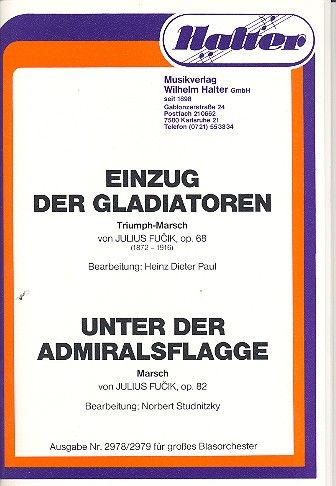 Halter
Musikverlag
Wilhelm Halter GmbH
seit 1898
Gablonzerstraße 24
Postfach 210662
7500 Karlsruhe 21
Telefon (0721) 553834
EINZUG
DER GLADIATOREN
Triumph-Marsch
von JULIUS FUČIK, op. 68
(1872 – 1916)
Bearbeitung: Heinz Dieter Paul
UNTER DER
ADMIRALSFLAGGE
Marsch
von JULIUS FUČIK, op. 82
Bearbeitung: Norbert Studnitzky
Ausgabe Nr. 2978/2979 für großes Blasorchester